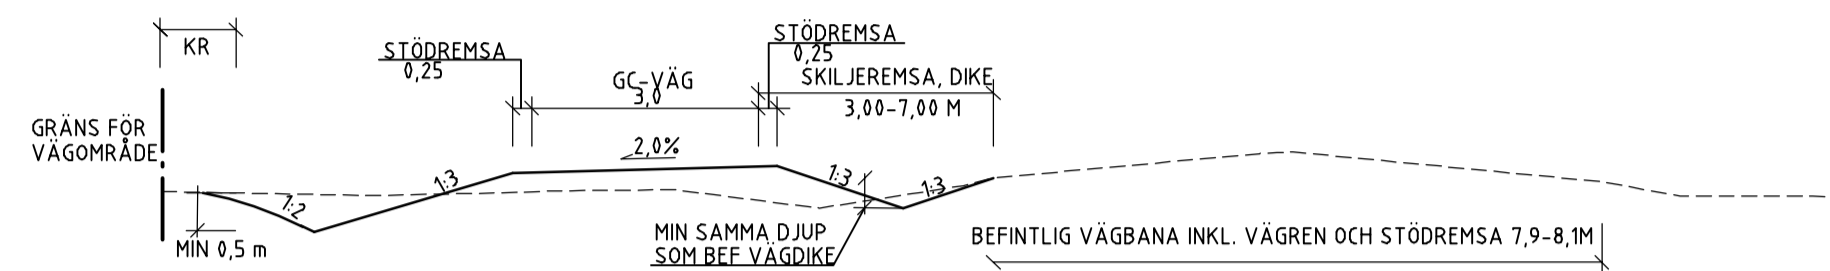 KR
STÖDREMSA
0,25
GC-VÄG
3,0
STÖDREMSA
0,25
SKILJEREMSA, DIKE
3,00-7,00 M
GRÄNS FÖR
VÄGOMRÅDE
2,0%
1:2
1:3
1:3
1:3
MIN 0,5 m
MIN SAMMA DJUP
SOM BEF VÄGDIKE
BEFINTLIG VÄGBANA INKL. VÄGREN OCH STÖDREMSA 7,9-8,1M